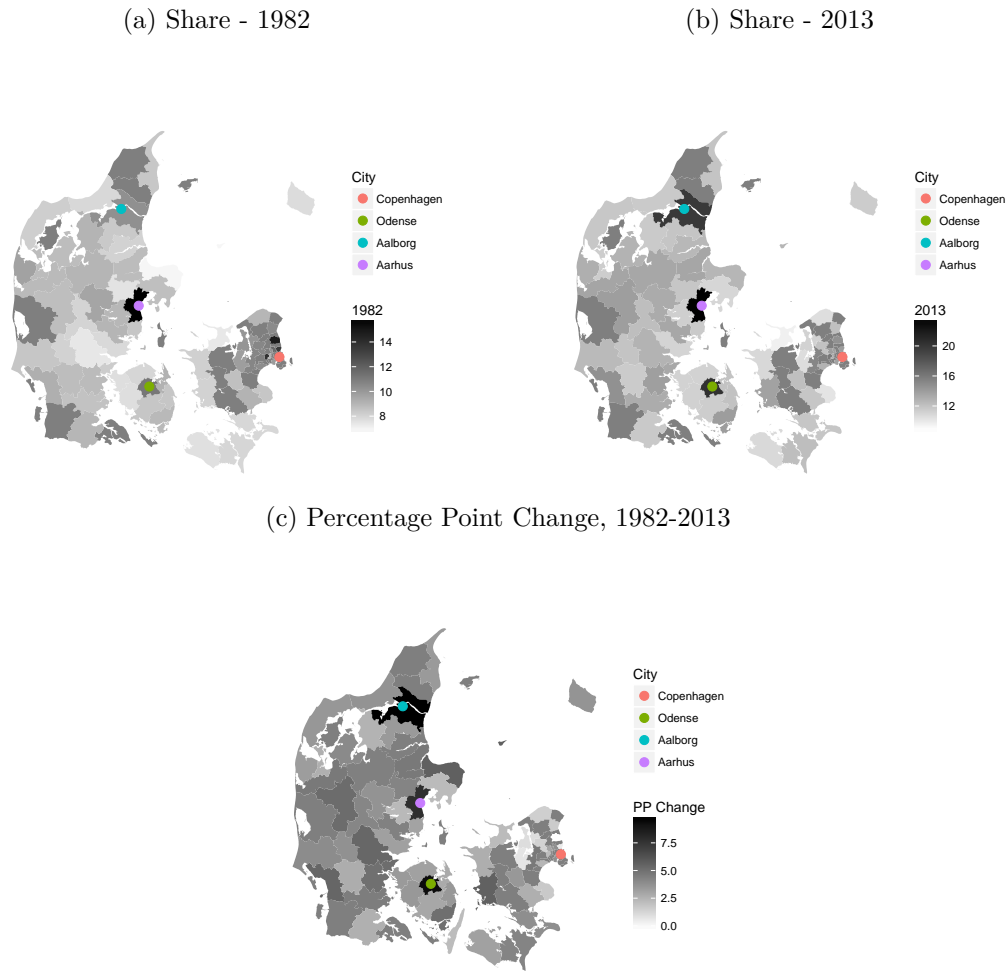 (a) Share - 1982
City
Copenhagen
Odense
Aalborg
Aarhus
1982
14
12
10
8
(b) Share - 2013
City
Copenhagen
Odense
Aalborg
Aarhus
2013
20
16
12
(c) Percentage Point Change, 1982-2013
City
Copenhagen
Odense
Aalborg
Aarhus
PP Change
7.5
5.0
2.5
0.0